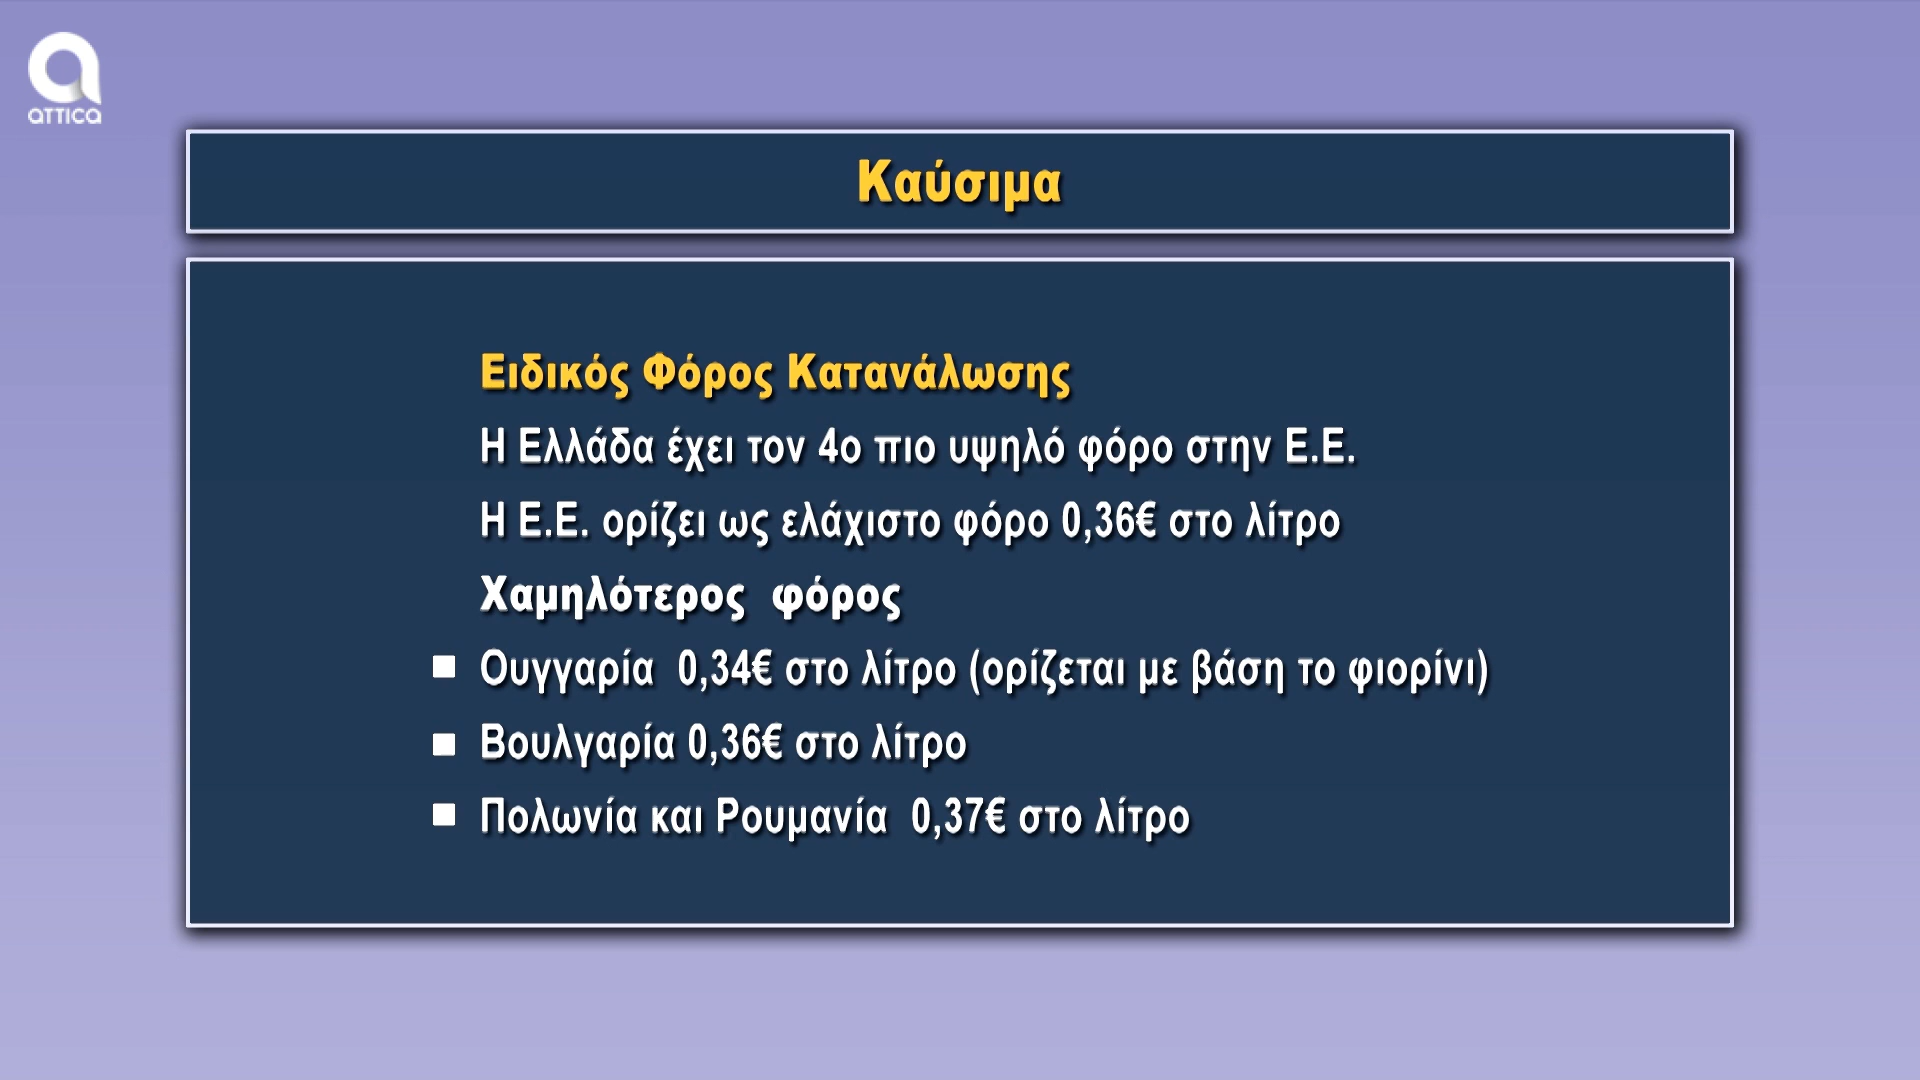 αττica
Καύσιμα
Ειδικός Φόρος Κατανάλωσης
Η Ελλάδα έχει τον 4ο πιο υψηλό φόρο στην Ε.Ε.
Η Ε.Ε. ορίζει ως ελάχιστο φόρο 0,36€ στο λίτρο
Χαμηλότερος φόρος
Ουγγαρία 0,34€ στο λίτρο (ορίζεται με βάση το φιορίνι)
Βουλγαρία 0,36€ στο λίτρο
Πολωνία και Ρουμανία 0,37€ στο λίτρο